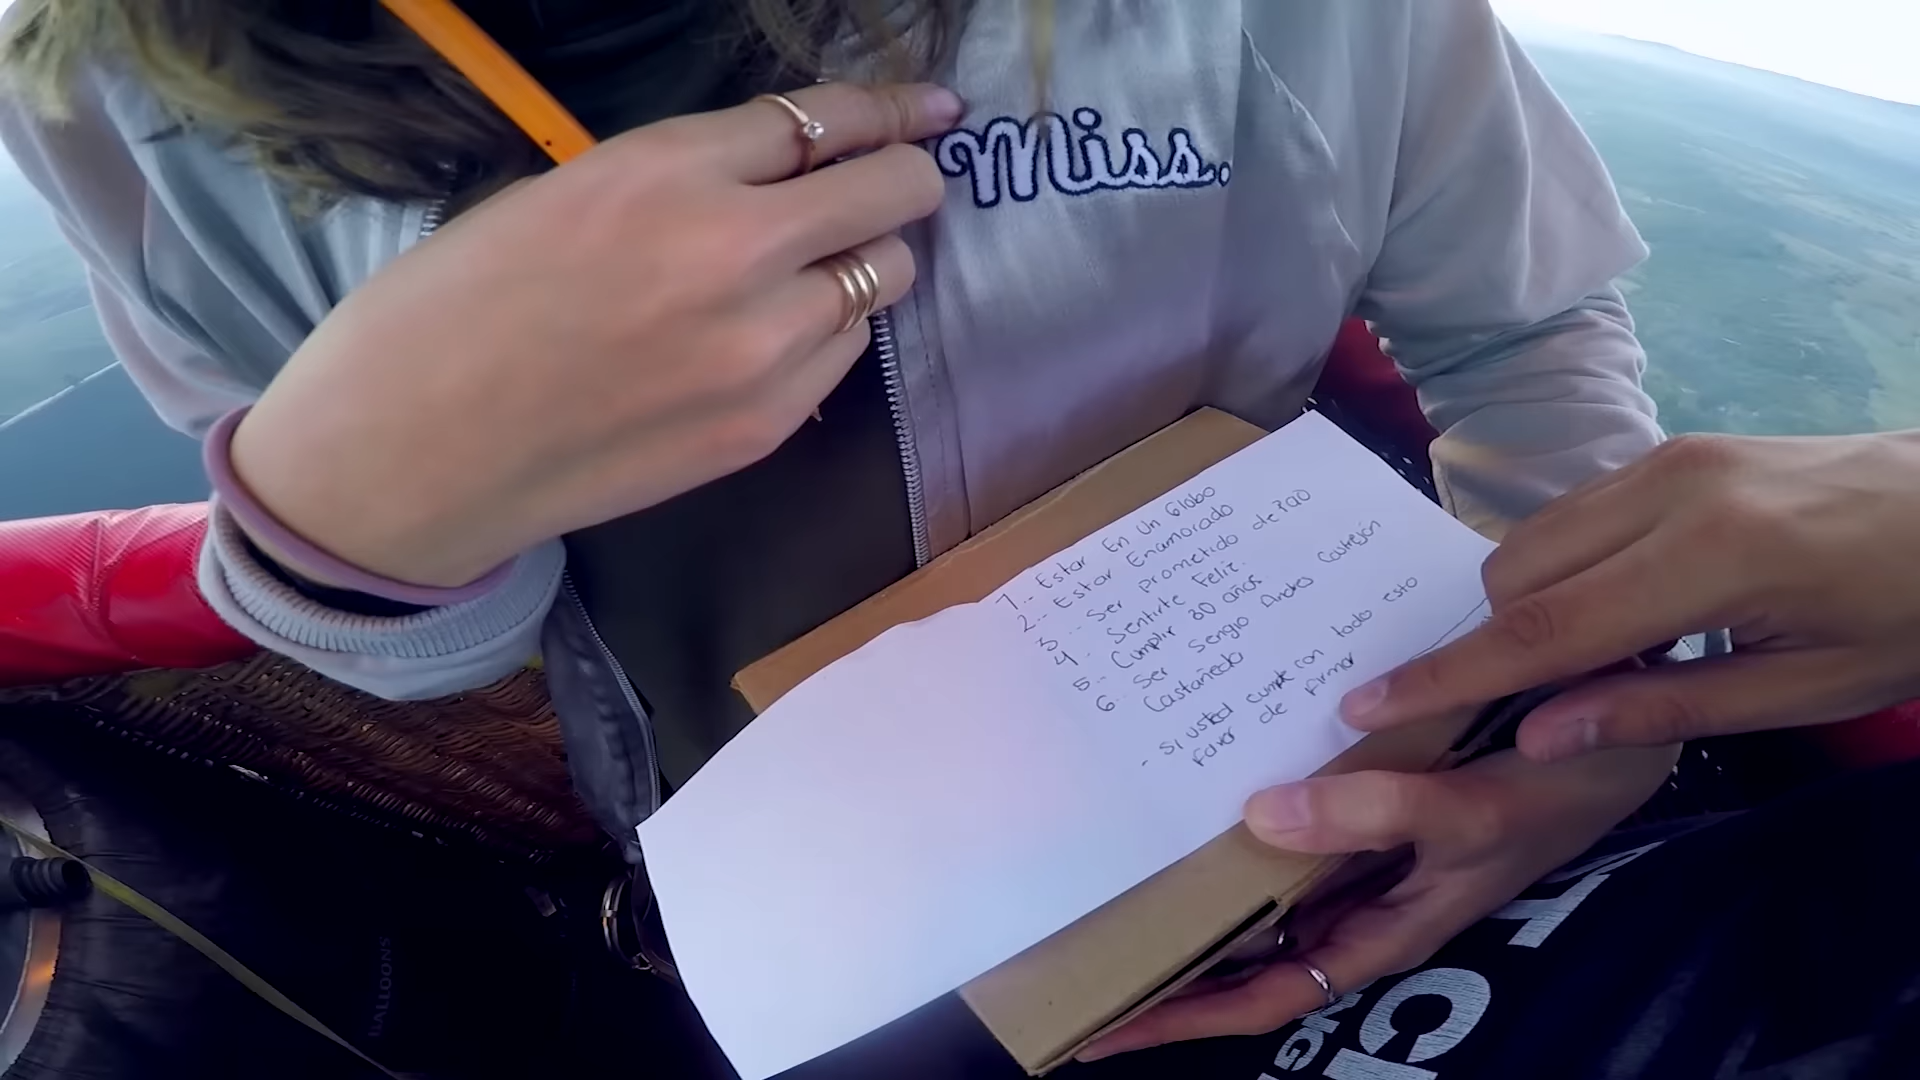 Miss.
1.- Estar En Un Globo
2.- Estar Enamorado
3.- Ser prometido de
4.- Sentirte Feliz.
5.- Cumplir 30 años
6.- Ser Sergio Andres Castrejón
Castañeda
- Si usted cumple con todo esto
favor de firmar
BALLOONS